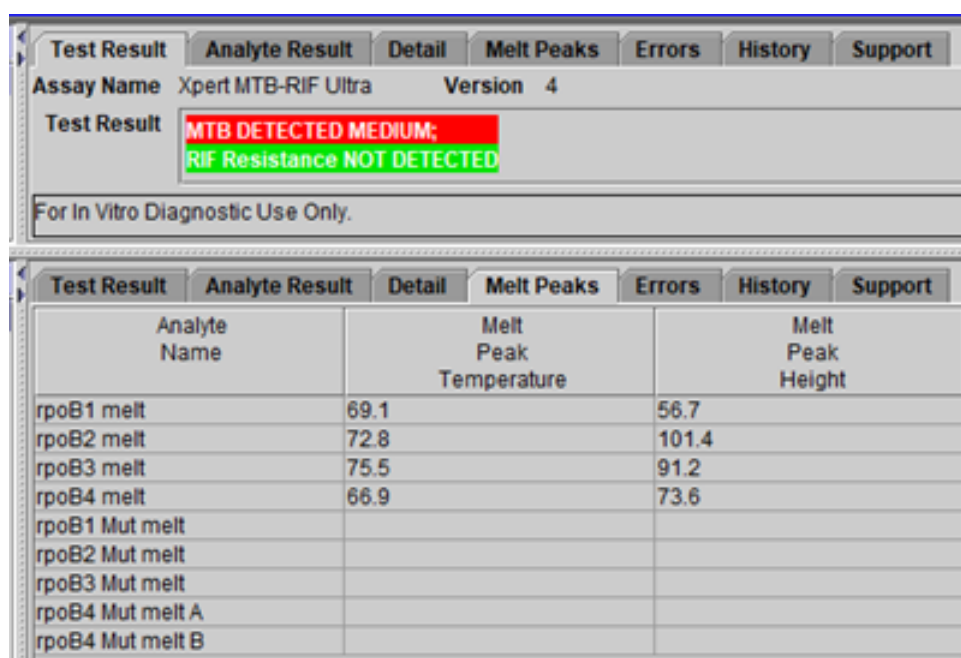 Test Result Analyte Result Detail Melt Peaks Errors History Support
Assay Name Xpert MTB-RIF Ultra Version 4
Test Result MTB DETECTED MEDIUM;
RIF Resistance NOT DETECTED
For In Vitro Diagnostic Use Only.
Test Result Analyte Result Detail Melt Peaks Errors History Support
Analyte Melt Melt
Name Peak Peak
Temperature Height
rpoB1 melt 69.1 56.7
rpoB2 melt 72.8 101.4
rpoB3 melt 75.5 91.2
rpoB4 melt 66.9 73.6
rpoB1 Mut melt
rpoB2 Mut melt
rpoB3 Mut melt
rpoB4 Mut melt A
rpoB4 Mut melt B